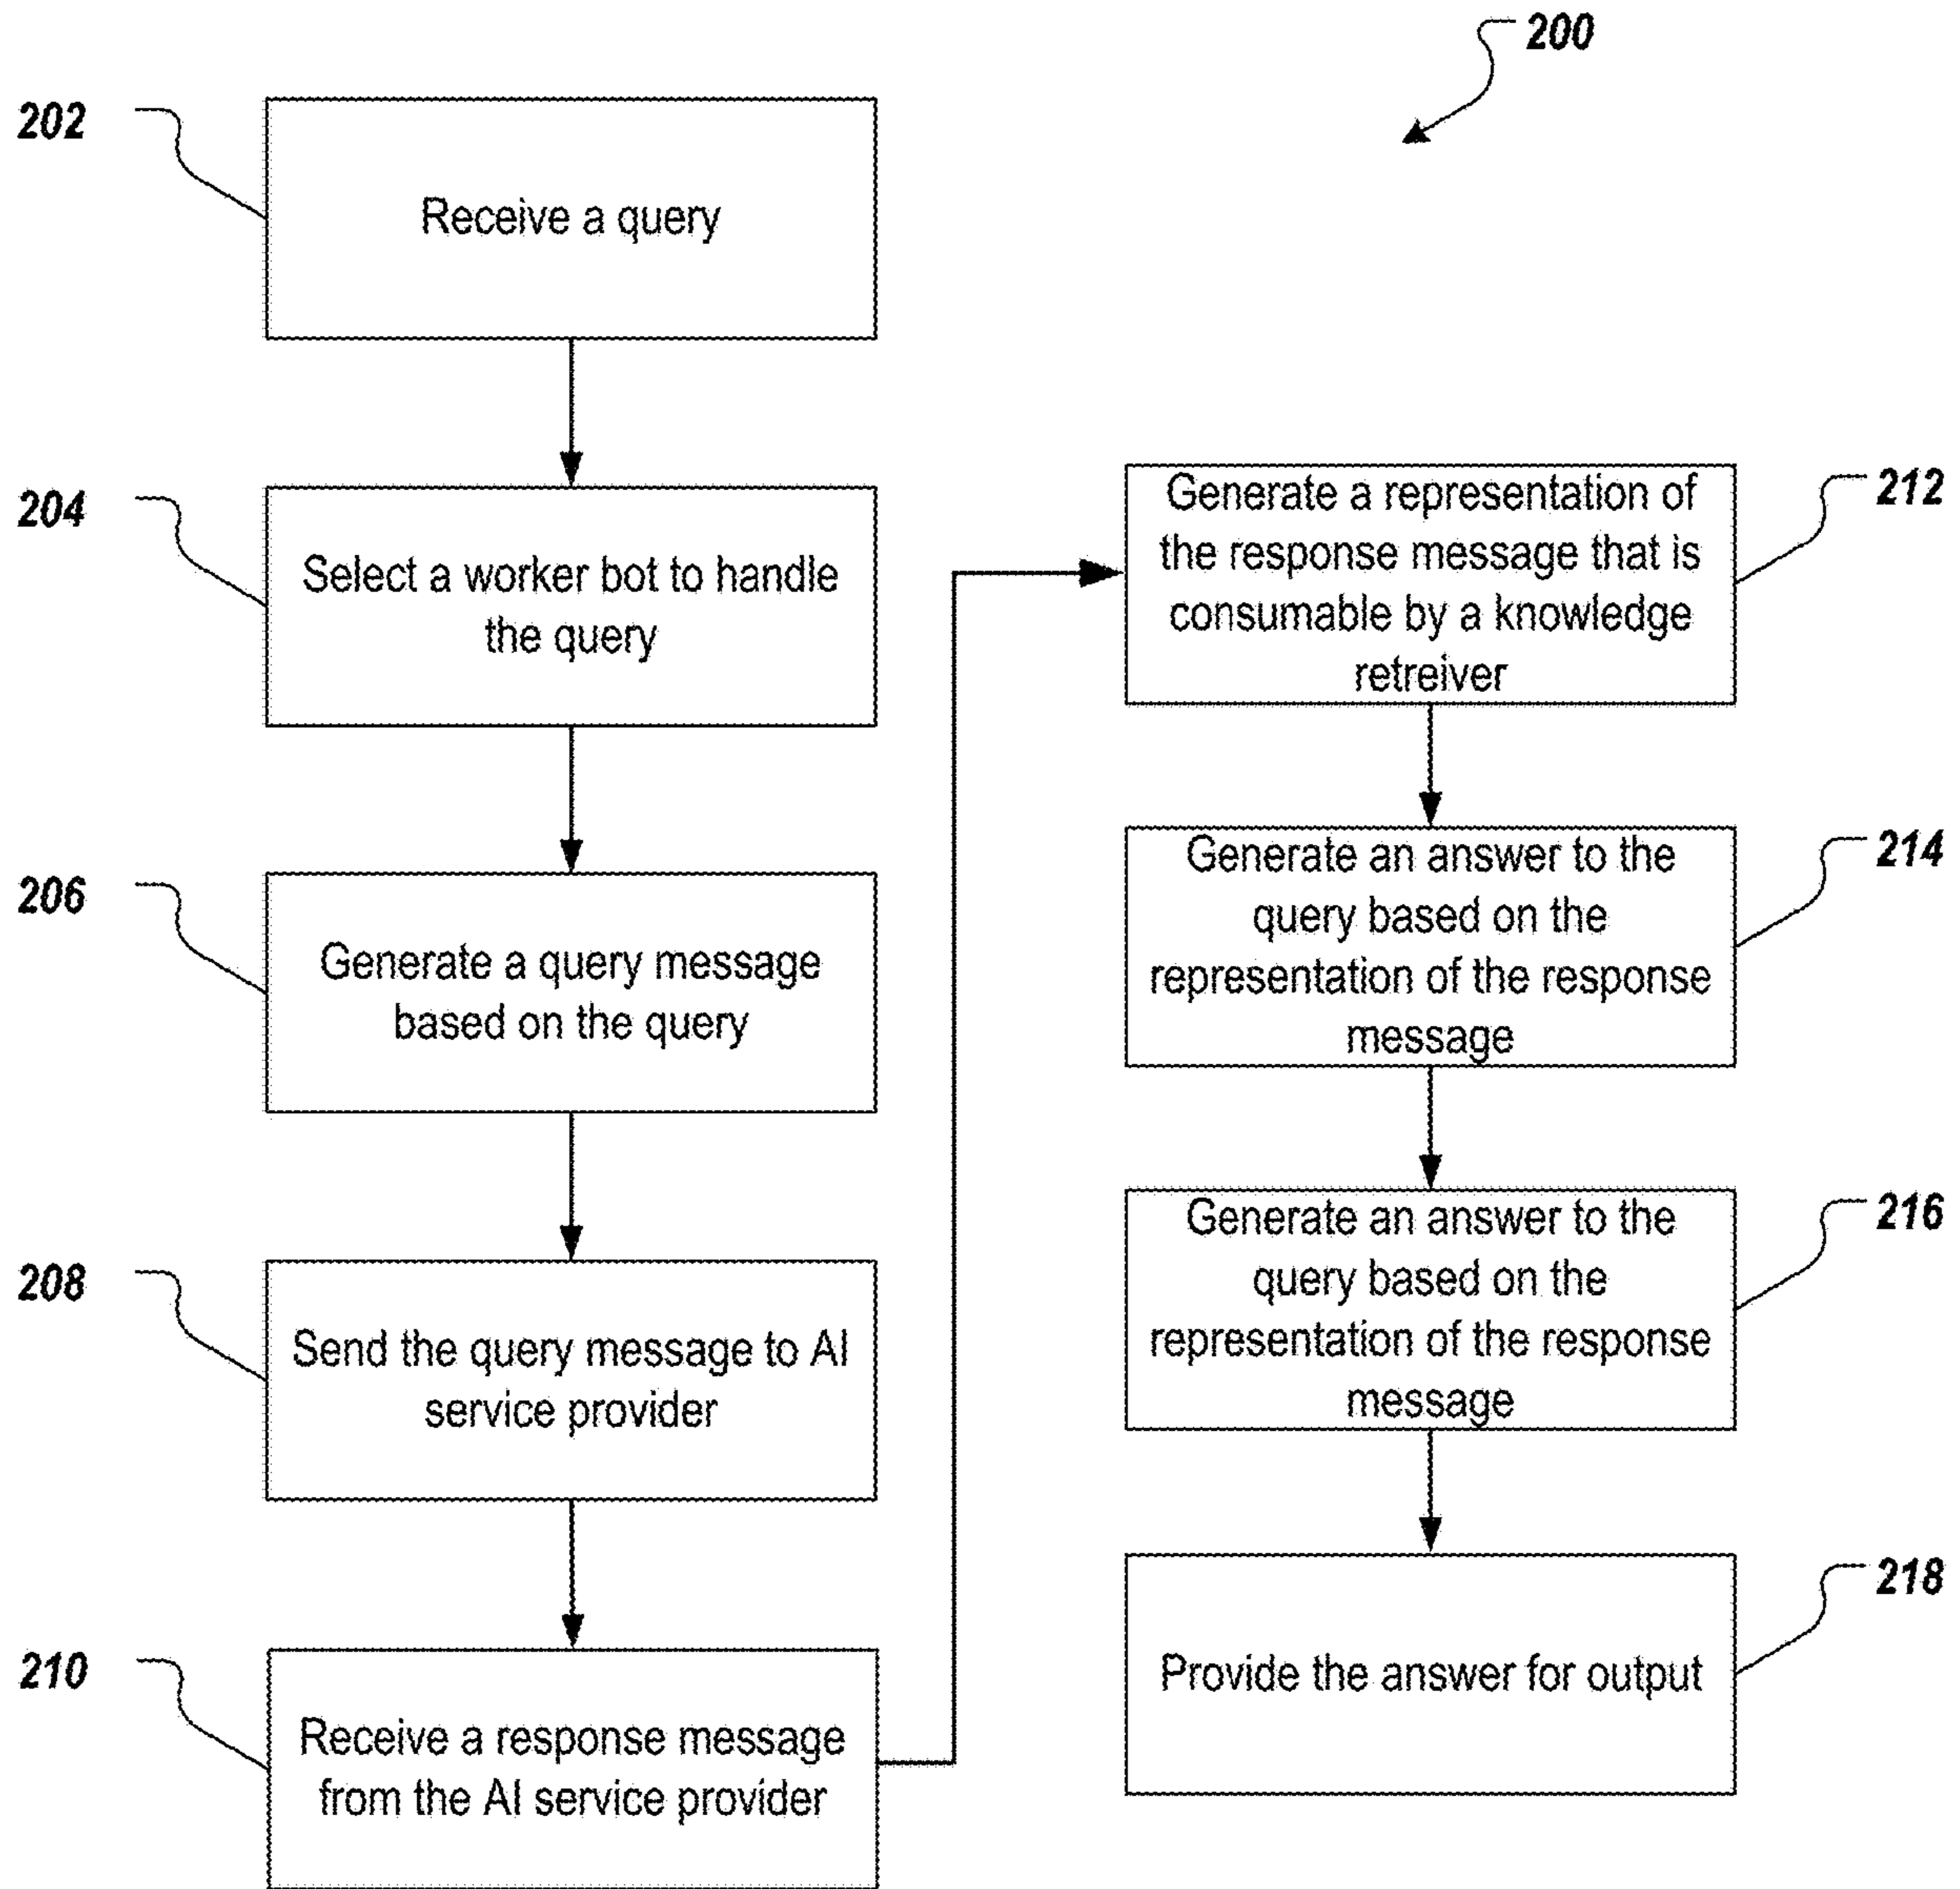 200
202
Receive a query
204
Select a worker bot to handle
the query
206
Generate a query message
based on the query
208
Send the query message to AI
service provider
210
Receive a response message
from the AI service provider
212
Generate a representation of
the response message that is
consumable by a knowledge
retreiver
214
Generate an answer to the
query based on the
representation of the response
message
216
Generate an answer to the
query based on the
representation of the response
message
218
Provide the answer for output